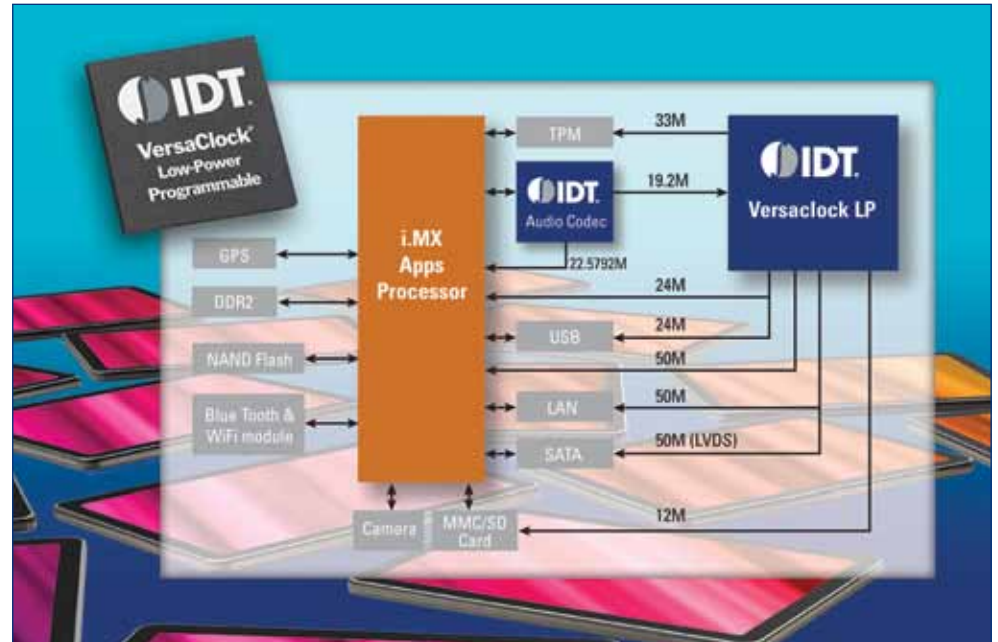 IDT.
VersaClock®
Low-Power
Programmable
TPM
33M
IDT.
Audio Codec
19.2M
IDT.
Versaclock LP
i.MX
Apps
Processor
22.5792M
GPS
24M
DDR2
USB
24M
NAND Flash
50M
LAN
50M
Blue Tooth &
WiFi module
SATA
50M (LVDS)
Camera
MMC/SD
Card
12M